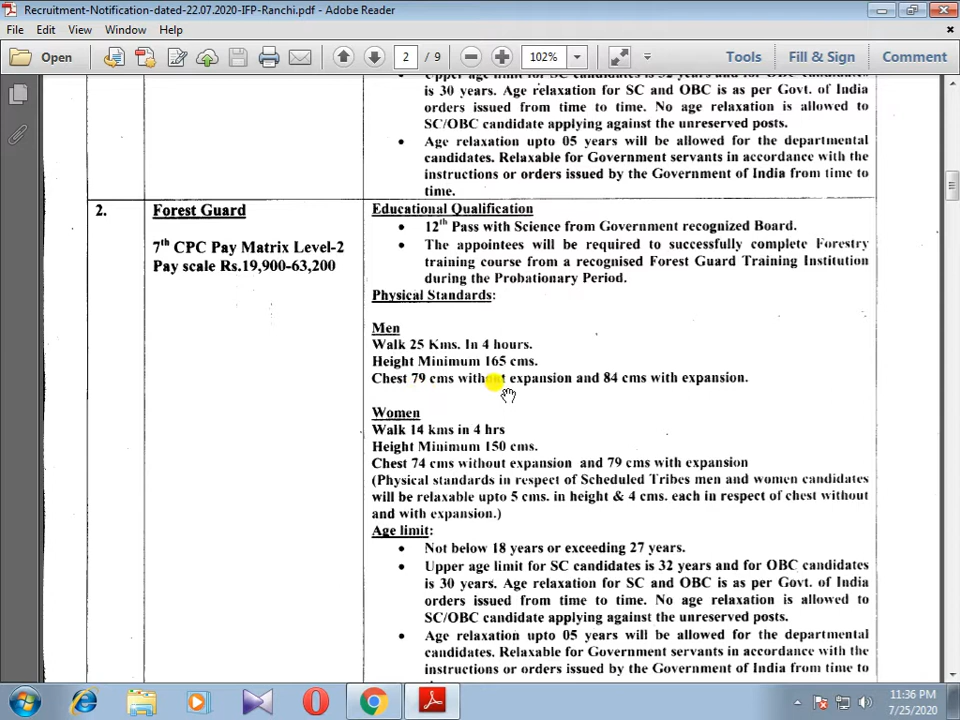 Recruitment-Notification-dated-22.07.2020-IFP-Ranchi.pdf - Adobe Reader
File Edit View Window Help
Open 2 / 9 102% Tools Fill & Sign Comment
Upper age limit for SC candidates is 32 years and for OBC candidates
is 30 years. Age relaxation for SC and OBC is as per Govt. of India
orders issued from time to time. No age relaxation is allowed to
SC/OBC candidate applying against the unreserved posts.
• Age relaxation upto 05 years will be allowed for the departmental
candidates. Relaxable for Government servants in accordance with the
instructions or orders issued by the Government of India from time to
time.
2. Forest Guard
7th CPC Pay Matrix Level-2
Pay scale Rs.19,900-63,200
Educational Qualification
• 12th Pass with Science from Government recognized Board.
• The appointees will be required to successfully complete Forestry
training course from a recognised Forest Guard Training Institution
during the Probationary Period.
Physical Standards:
Men
Walk 25 Kms. In 4 hours.
Height Minimum 165 cms.
Chest 79 cms without expansion and 84 cms with expansion.
Women
Walk 14 kms in 4 hrs
Height Minimum 150 cms.
Chest 74 cms without expansion and 79 cms with expansion
(Physical standards in respect of Scheduled Tribes men and women candidates
will be relaxable upto 5 cms. in height & 4 cms. each in respect of chest without
and with expansion.)
Age limit:
• Not below 18 years or exceeding 27 years.
• Upper age limit for SC candidates is 32 years and for OBC candidates
is 30 years. Age relaxation for SC and OBC is as per Govt. of India
orders issued from time to time. No age relaxation is allowed to
SC/OBC candidate applying against the unreserved posts.
• Age relaxation upto 05 years will be allowed for the departmental
candidates. Relaxable for Government servants in accordance with the
instructions or orders issued by the Government of India from time to
11:36 PM
7/25/2020